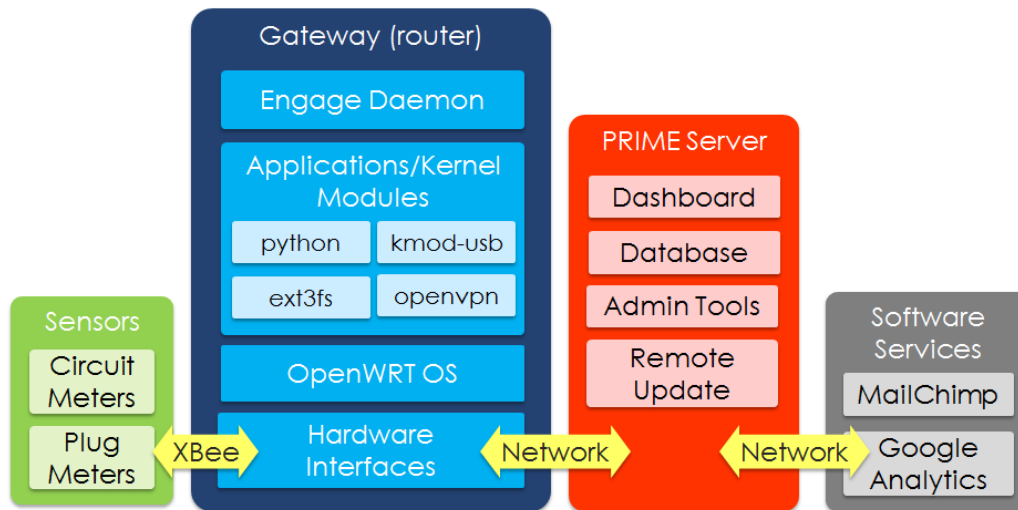 Gateway (router)
Engage Daemon
Applications/Kernel
Modules
python
kmod-usb
ext3fs
openvpn
OpenWRT OS
Hardware
Interfaces
Sensors
Circuit
Meters
Plug
Meters
XBee
Network
PRIME Server
Dashboard
Database
Admin Tools
Remote
Update
Network
Software
Services
MailChimp
Google
Analytics